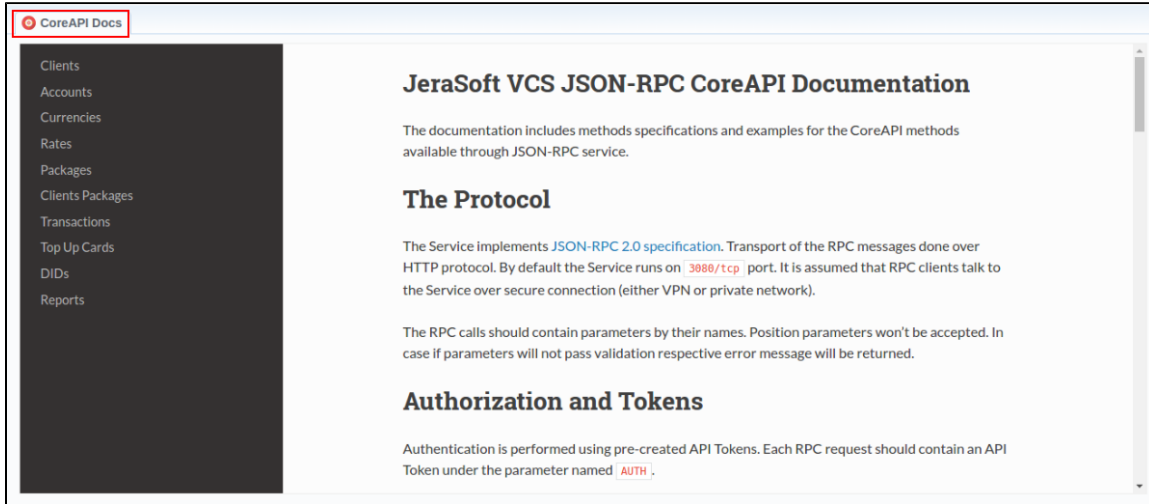 CoreAPI Docs
Clients
Accounts
Currencies
Rates
Packages
Clients Packages
Transactions
Top Up Cards
DIDs
Reports
JeraSoft VCS JSON-RPC CoreAPI Documentation
The documentation includes methods specifications and examples for the CoreAPI methods
available through JSON-RPC service.
The Protocol
The Service implements JSON-RPC 2.0 specification. Transport of the RPC messages done over
HTTP protocol. By default the Service runs on 3080/tcp port. It is assumed that RPC clients talk to
the Service over secure connection (either VPN or private network).
The RPC calls should contain parameters by their names. Position parameters won't be accepted. In
case if parameters will not pass validation respective error message will be returned.
Authorization and Tokens
Authentication is performed using pre-created API Tokens. Each RPC request should contain an API
Token under the parameter named AUTH .